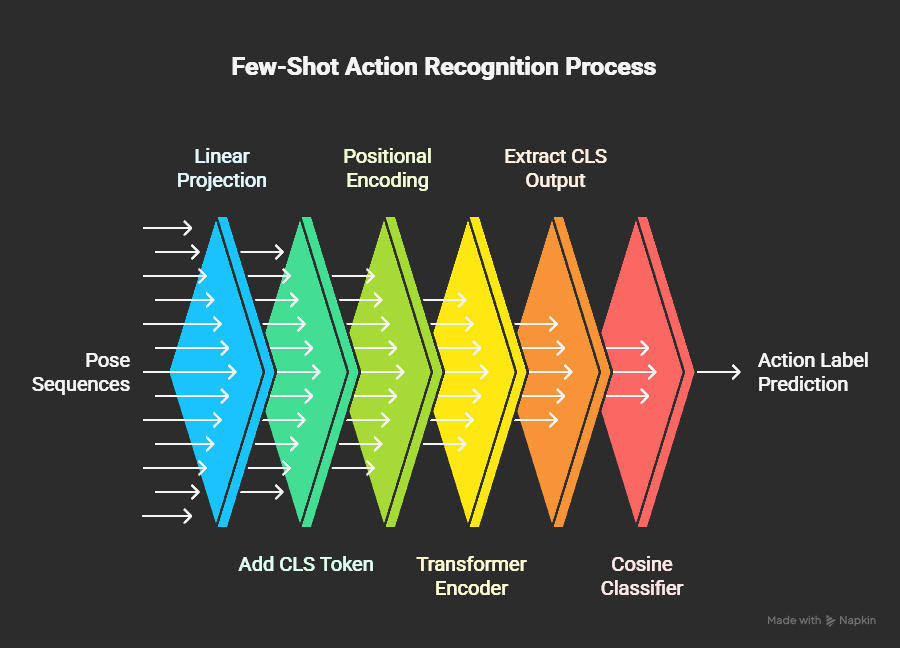 Few-Shot Action Recognition Process
Linear
Projection
Positional
Encoding
Extract CLS
Output
Pose
Sequences
Action Label
Prediction
Add CLS Token
Transformer
Encoder
Cosine
Classifier
Made with Napkin